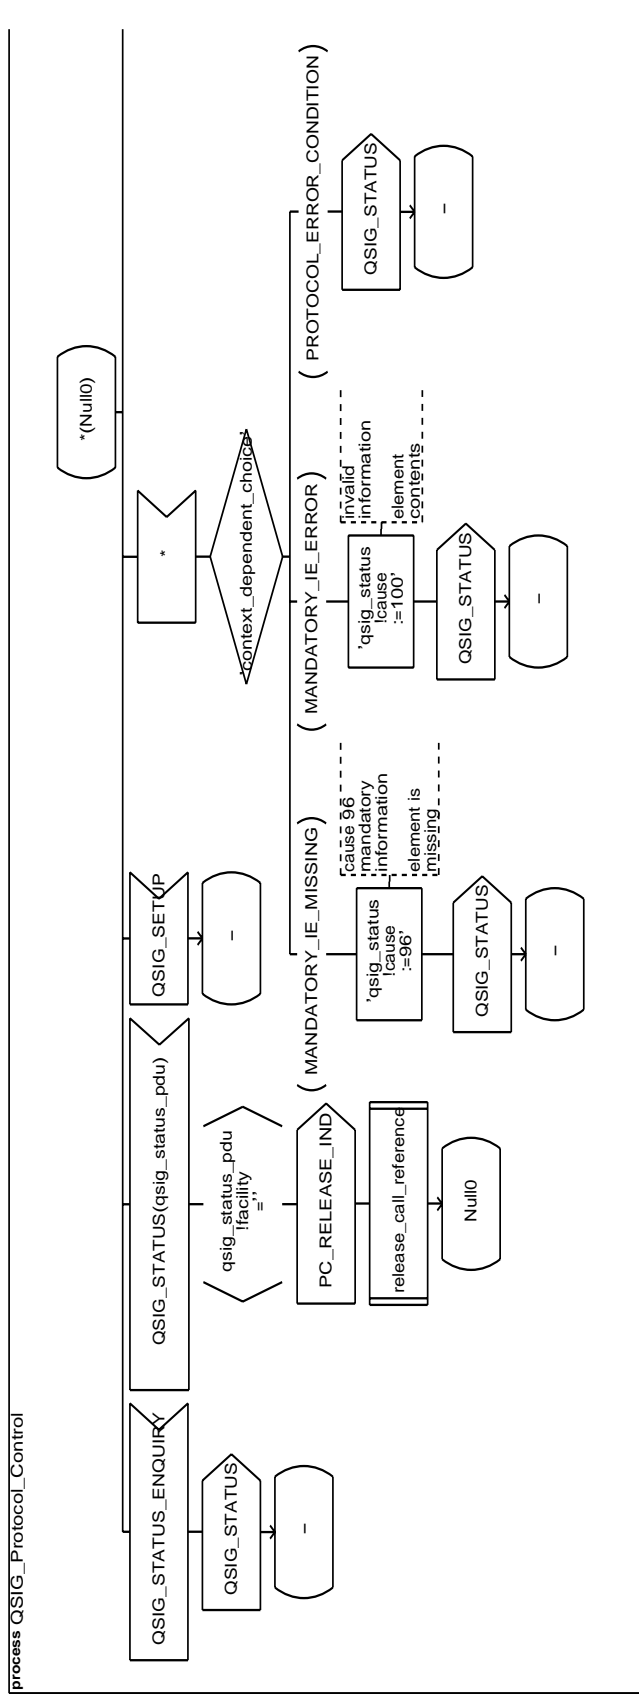 process QSIG_Protocol_Control
*(Null0)
QSIG_STATUS_ENQUIRY
QSIG_STATUS
-
QSIG_STATUS(qsig_status_pdu)
qsig_status_pdu
!facility
=''
PC_RELEASE_IND
release_call_reference
Null0
QSIG_SETUP
-
*
'context_dependent_choice'
( MANDATORY_IE_MISSING )
cause 96
mandatory
information
element is
missing
'qsig_status
!cause
:=96'
QSIG_STATUS
-
( MANDATORY_IE_ERROR )
invalid
information
element
contents
'qsig_status
!cause
:=100'
QSIG_STATUS
-
( PROTOCOL_ERROR_CONDITION )
QSIG_STATUS
-